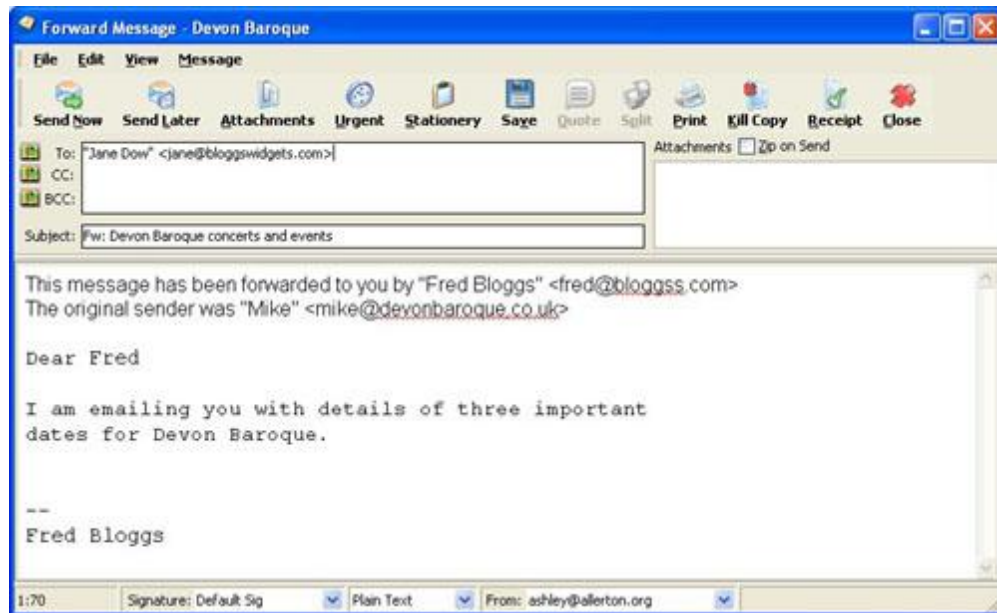 Forward Message - Devon Baroque
File Edit View Message
Send Now Send Later Attachments Urgent Stationery Save Quote Split Print Kill Copy Receipt Close
To: "Jane Dow" <jane@bloggswidgets.com>
Attachments Zip on Send
CC:
BCC:
Subject: Fw: Devon Baroque concerts and events
This message has been forwarded to you by "Fred Bloggs" <fred@bloggss.com>
The original sender was "Mike" <mike@devonbaroque.co.uk>
Dear Fred
I am emailing you with details of three important
dates for Devon Baroque.
--
Fred Bloggs
1:70 Signature: Default Sig Plain Text From: ashley@allerton.org